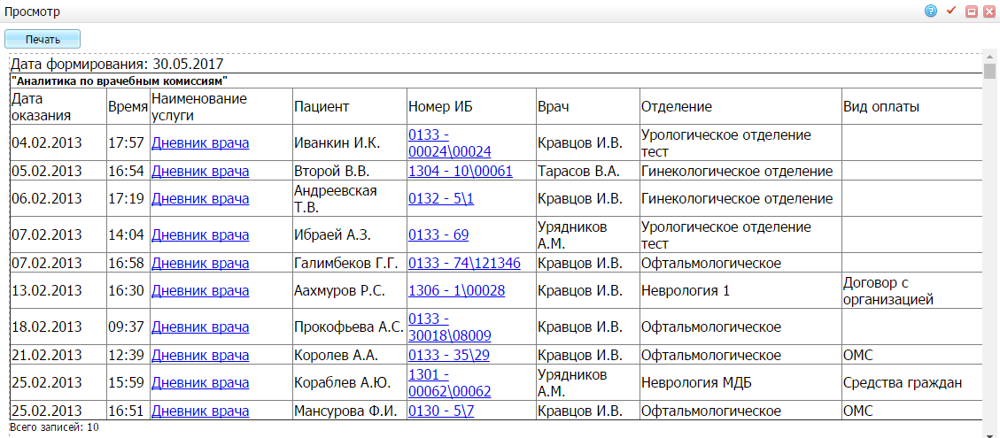 Просмотр
Печать
Дата формирования: 30.05.2017
"Аналитика по врачебным комиссиям"
Дата оказания Время Наименование услуги Пациент Номер ИБ Врач Отделение Вид оплаты
04.02.2013 17:57 Дневник врача Иванкин И.К. 0133 - 00024\00024 Кравцов И.В. Урологическое отделение тест
05.02.2013 16:54 Дневник врача Второй В.В. 1304 - 10\00061 Тарасов В.А. Гинекологическое отделение
06.02.2013 17:19 Дневник врача Андреевская Т.В. 0132 - 5\1 Кравцов И.В. Гинекологическое отделение
07.02.2013 14:04 Дневник врача Ибраей А.З. 0133 - 69 Урядников А.М. Урологическое отделение тест
07.02.2013 16:58 Дневник врача Галимбеков Г.Г. 0133 - 74\121346 Кравцов И.В. Офтальмологическое
13.02.2013 16:30 Дневник врача Аахмуров Р.С. 1306 - 1\00028 Кравцов И.В. Неврология 1 Договор с организацией
18.02.2013 09:37 Дневник врача Прокофьева А.С. 0133 - 30018\08009 Кравцов И.В. Офтальмологическое
21.02.2013 12:39 Дневник врача Королев А.А. 0133 - 35\29 Кравцов И.В. Офтальмологическое ОМС
25.02.2013 15:59 Дневник врача Кораблев А.Ю. 1301 - 00062\00062 Урядников А.М. Неврология МДБ Средства граждан
25.02.2013 16:51 Дневник врача Мансурова Ф.И. 0130 - 5\7 Кравцов И.В. Офтальмологическое ОМС
Всего записей: 10